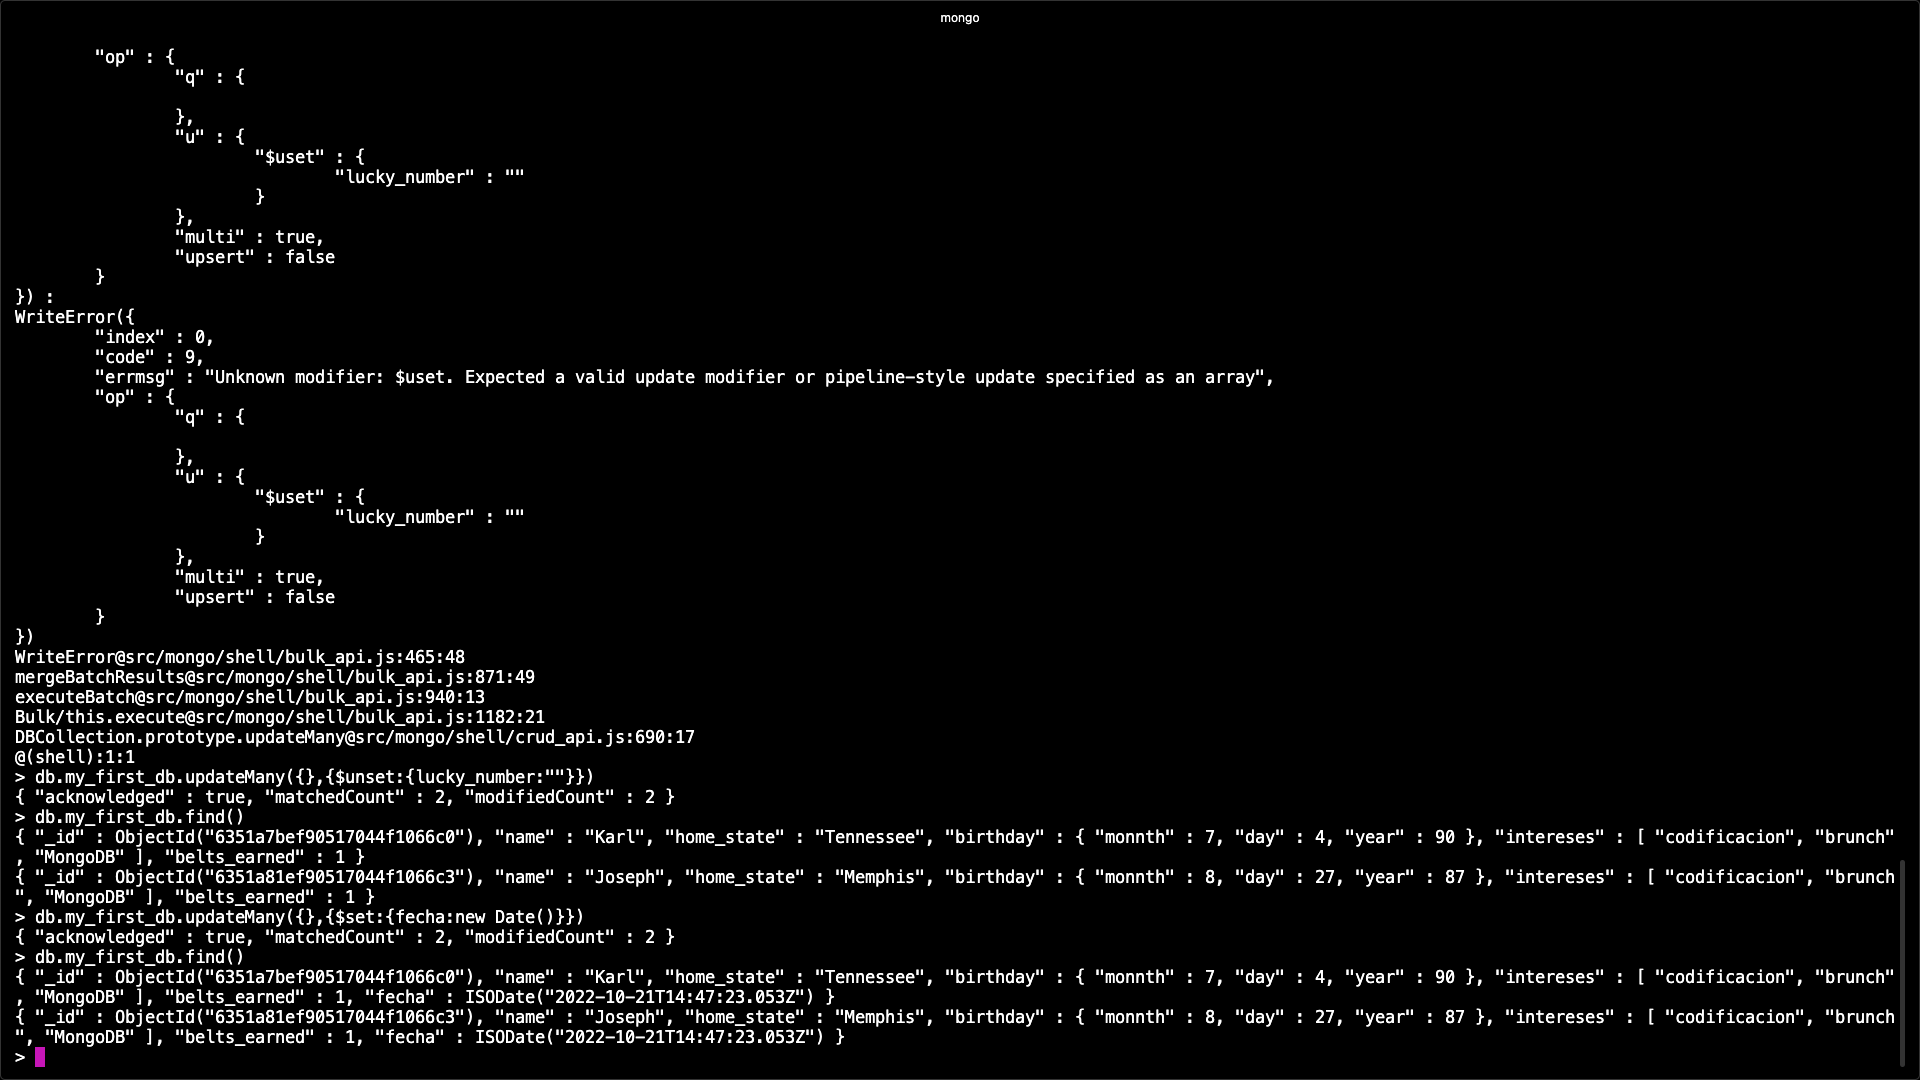 mongo
"op" : {
"q" : {
},
"u" : {
"$uset" : {
"lucky_number" : ""
}
},
"multi" : true,
"upsert" : false
}
}) :
WriteError({
"index" : 0,
"code" : 9,
"errmsg" : "Unknown modifier: $uset. Expected a valid update modifier or pipeline-style update specified as an array",
"op" : {
"q" : {
},
"u" : {
"$uset" : {
"lucky_number" : ""
}
},
"multi" : true,
"upsert" : false
}
})
WriteError@src/mongo/shell/bulk_api.js:465:48
mergeBatchResults@src/mongo/shell/bulk_api.js:871:49
executeBatch@src/mongo/shell/bulk_api.js:940:13
Bulk/this.execute@src/mongo/shell/bulk_api.js:1182:21
DBCollection.prototype.updateMany@src/mongo/shell/crud_api.js:690:17
@(shell):1:1
> db.my_first_db.updateMany({},{$unset:{lucky_number:""}})
{ "acknowledged" : true, "matchedCount" : 2, "modifiedCount" : 2 }
> db.my_first_db.find()
{ "_id" : ObjectId("6351a7bef90517044f1066c0"), "name" : "Karl", "home_state" : "Tennessee", "birthday" : { "monnth" : 7, "day" : 4, "year" : 90 }, "intereses" : [ "codificacion", "brunch"
, "MongoDB" ], "belts_earned" : 1 }
{ "_id" : ObjectId("6351a81ef90517044f1066c3"), "name" : "Joseph", "home_state" : "Memphis", "birthday" : { "monnth" : 8, "day" : 27, "year" : 87 }, "intereses" : [ "codificacion", "brunch
", "MongoDB" ], "belts_earned" : 1 }
> db.my_first_db.updateMany({},{$set:{fecha:new Date()}})
{ "acknowledged" : true, "matchedCount" : 2, "modifiedCount" : 2 }
> db.my_first_db.find()
{ "_id" : ObjectId("6351a7bef90517044f1066c0"), "name" : "Karl", "home_state" : "Tennessee", "birthday" : { "monnth" : 7, "day" : 4, "year" : 90 }, "intereses" : [ "codificacion", "brunch"
, "MongoDB" ], "belts_earned" : 1, "fecha" : ISODate("2022-10-21T14:47:23.053Z") }
{ "_id" : ObjectId("6351a81ef90517044f1066c3"), "name" : "Joseph", "home_state" : "Memphis", "birthday" : { "monnth" : 8, "day" : 27, "year" : 87 }, "intereses" : [ "codificacion", "brunch
", "MongoDB" ], "belts_earned" : 1, "fecha" : ISODate("2022-10-21T14:47:23.053Z") }
>